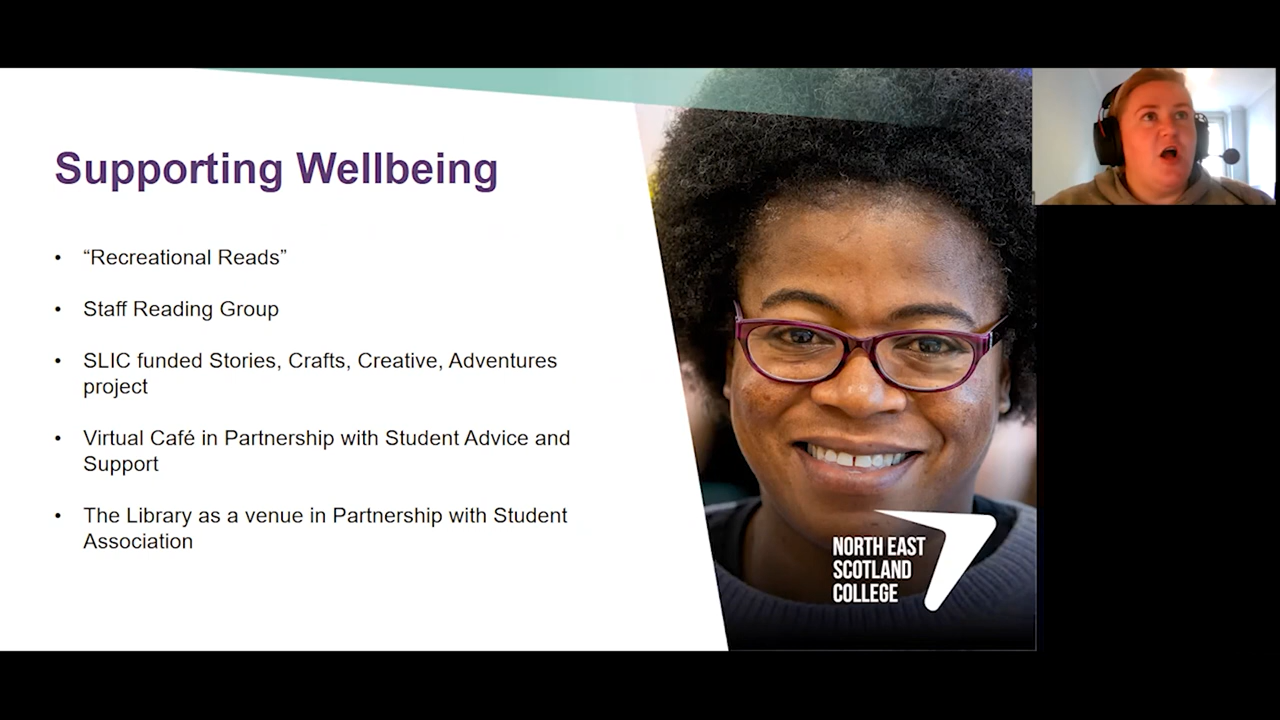 Supporting Wellbeing
• “Recreational Reads”
• Staff Reading Group
• SLIC funded Stories, Crafts, Creative, Adventures
project
• Virtual Café in Partnership with Student Advice and
Support
• The Library as a venue in Partnership with Student
Association
NORTH EAST
SCOTLAND
COLLEGE